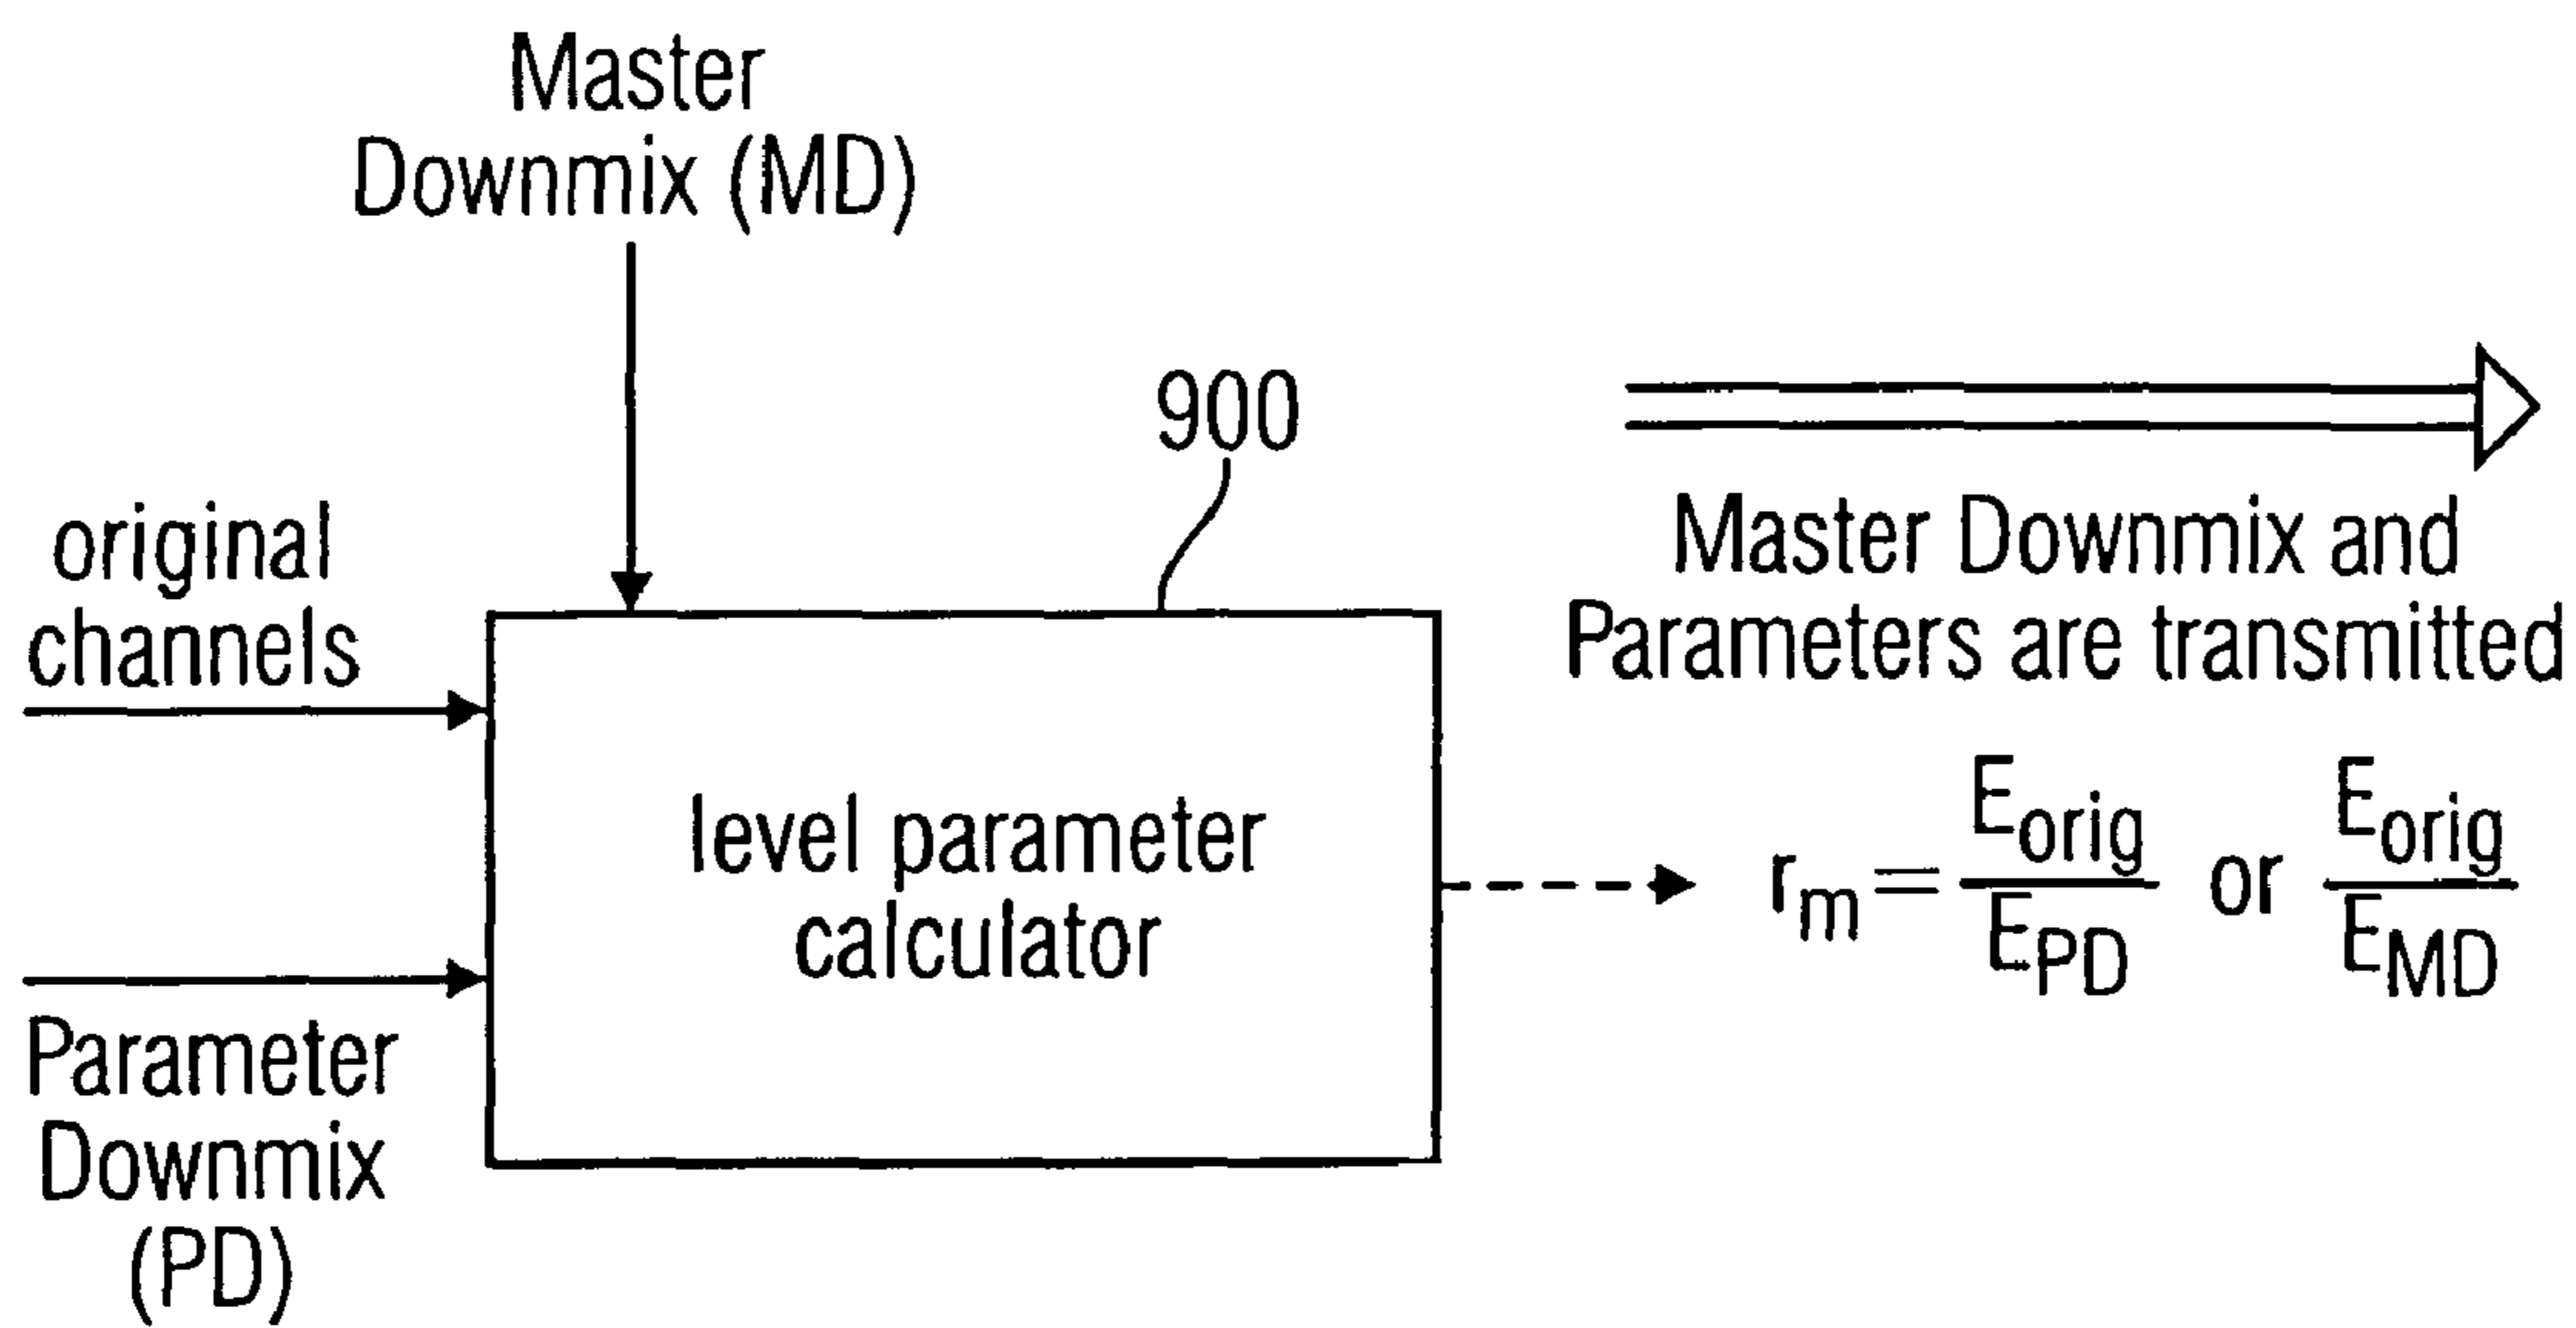 Master
Downmix (MD)
900
original
channels
Master Downmix and
Parameters are transmitted
level parameter
calculator
r_m = E_orig / E_PD or E_orig / E_MD
Parameter
Downmix
(PD)